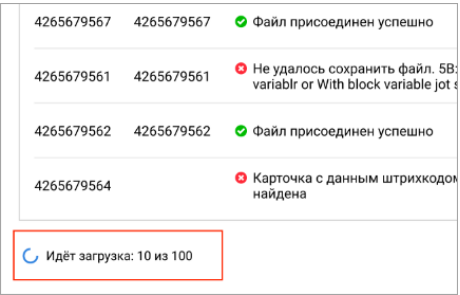 4265679567 4265679567 Файл присоединен успешно
4265679561 4265679561 Не удалось сохранить файл. 5В:
variablr or With block variable jot s
4265679562 4265679562 Файл присоединен успешно
4265679564 Карточка с данным штрихкодом
найдена
Идёт загрузка: 10 из 100